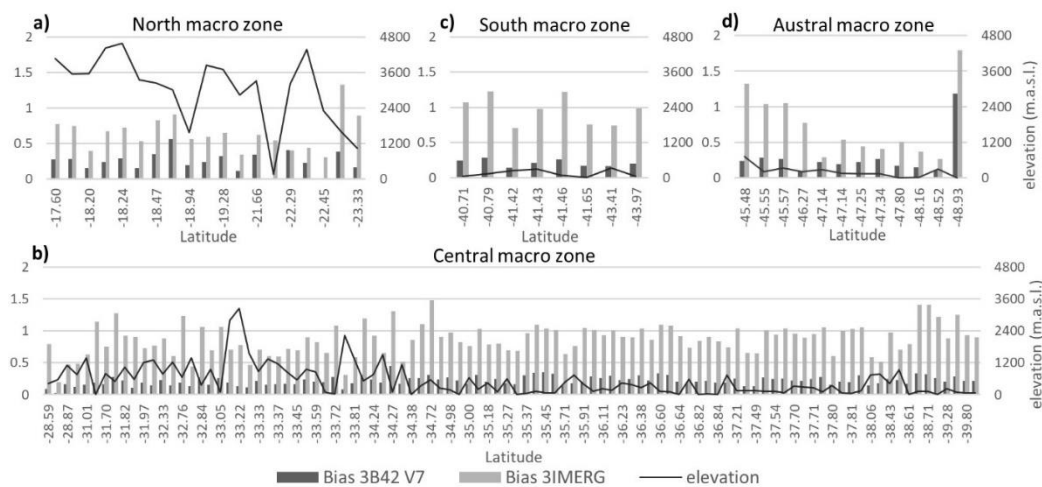 a) North macro zone
2 4800
1.5 3600
1 2400
0.5 1200
0 0
-17.60 -18.20 -18.24 -18.47 -18.94 -19.28 -21.66 -22.29 -22.45 -23.33
Latitude
c) South macro zone
2 4800
1.5 3600
1 2400
0.5 1200
0 0
-40.71 -40.79 -41.42 -41.43 -41.46 -41.65 -43.41 -43.97
Latitude
d) Austral macro zone
2 4800
1.5 3600
1 2400
0.5 1200
0 0
-45.48 -45.55 -45.57 -46.27 -47.14 -47.14 -47.25 -47.34 -47.80 -48.16 -48.52 -48.93
Latitude
elevation (m.a.s.l.)
b) Central macro zone
2 4800
1.5 3600
1 2400
0.5 1200
0 0
-28.59 -28.87 -31.01 -31.70 -31.82 -31.97 -32.33 -32.77 -32.84 -33.05 -33.22 -33.33 -33.37 -33.45 -33.72 -33.81 -34.24 -34.27 -34.38 -34.72 -34.98 -35.00 -35.18 -35.27 -35.37 -35.57 -35.71 -35.91 -36.11 -36.23 -36.38 -36.60 -36.64 -36.82 -36.84 -37.21 -37.49 -37.54 -37.70 -37.71 -37.80 -37.81 -38.06 -38.43 -38.61 -38.71 -39.28 -39.80
Latitude
elevation (m.a.s.l.)
Bias 3B42 V7 Bias 3IMERG elevation